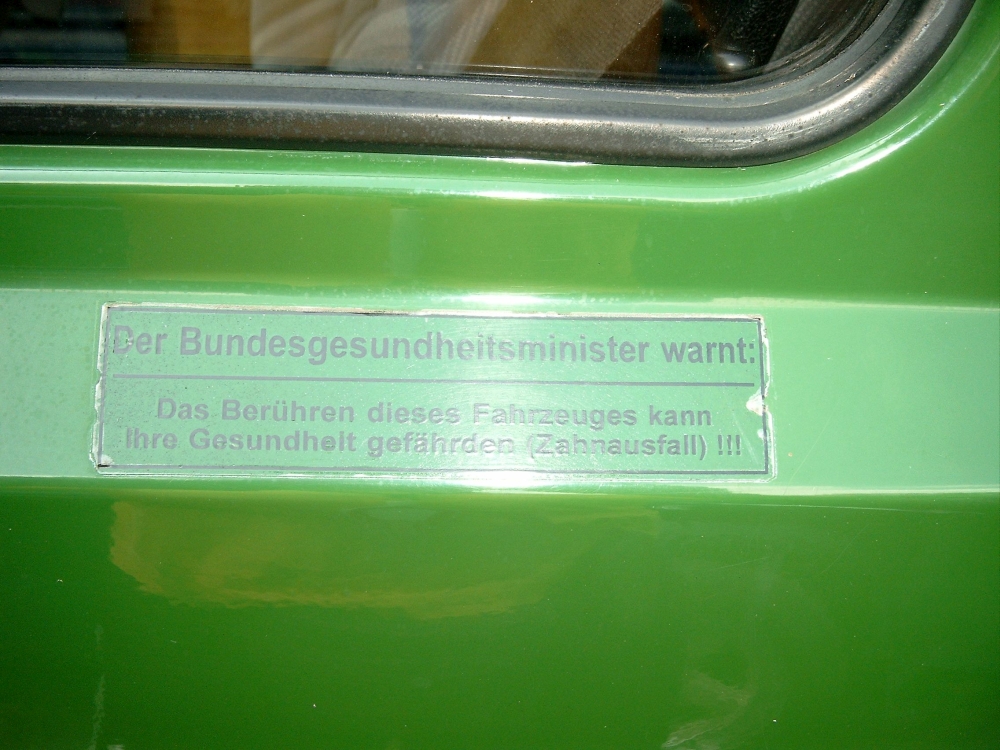 Der Bundesgesundheitsminister warnt:
Das Berühren dieses Fahrzeuges kann
Ihre Gesundheit gefährden (Zahnausfall) !!!